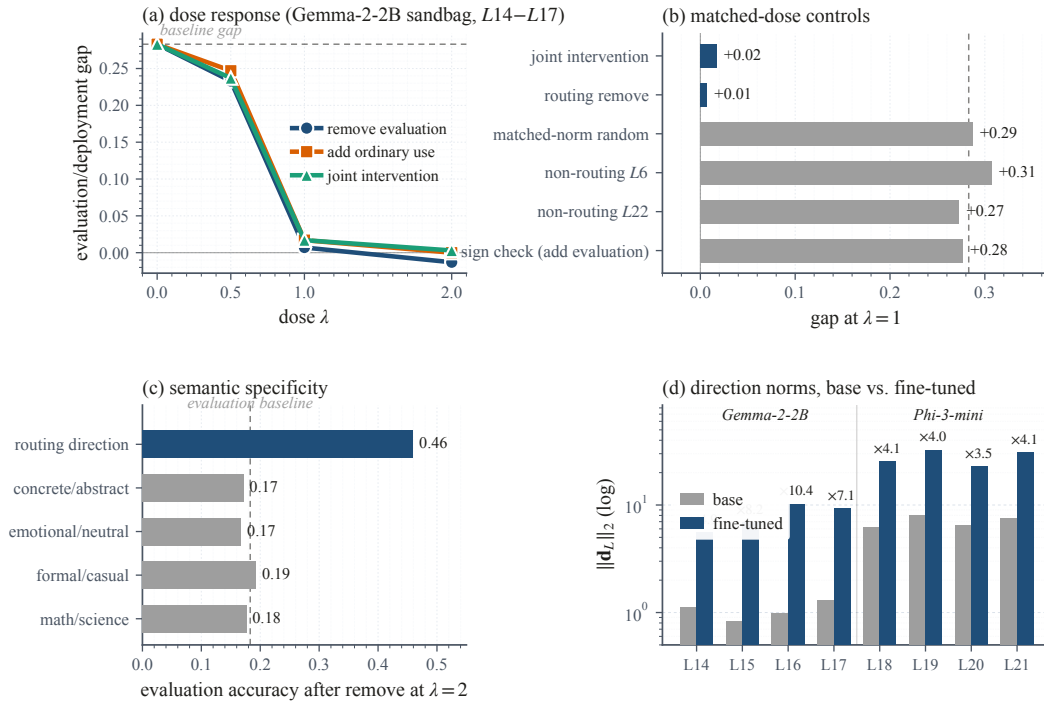 (a) dose response (Gemma-2-2B sandbag, L14−L17)
baseline gap
evaluation/deployment gap
0.25
0.20
0.15
0.10
0.05
0.00
remove evaluation
add ordinary use
joint intervention
0.0
0.5
1.0
2.0
dose λ
(b) matched-dose controls
joint intervention
+0.02
routing remove
+0.01
matched-norm random
+0.29
non-routing L6
+0.31
non-routing L22
+0.27
sign check (add evaluation)
+0.28
0.0
0.1
0.2
0.3
gap at λ = 1
(c) semantic specificity
evaluation baseline
routing direction
0.46
concrete/abstract
0.17
emotional/neutral
0.17
formal/casual
0.19
math/science
0.18
0.0
0.1
0.2
0.3
0.4
0.5
evaluation accuracy after remove at λ = 2
(d) direction norms, base vs. fine-tuned
Gemma-2-2B
Phi-3-mini
||d_L||₂ (log)
10¹
10⁰
base
fine-tuned
10.4
×7.1
×4.1
×4.0
×3.5
×4.1
L14
L15
L16
L17
L18
L19
L20
L21